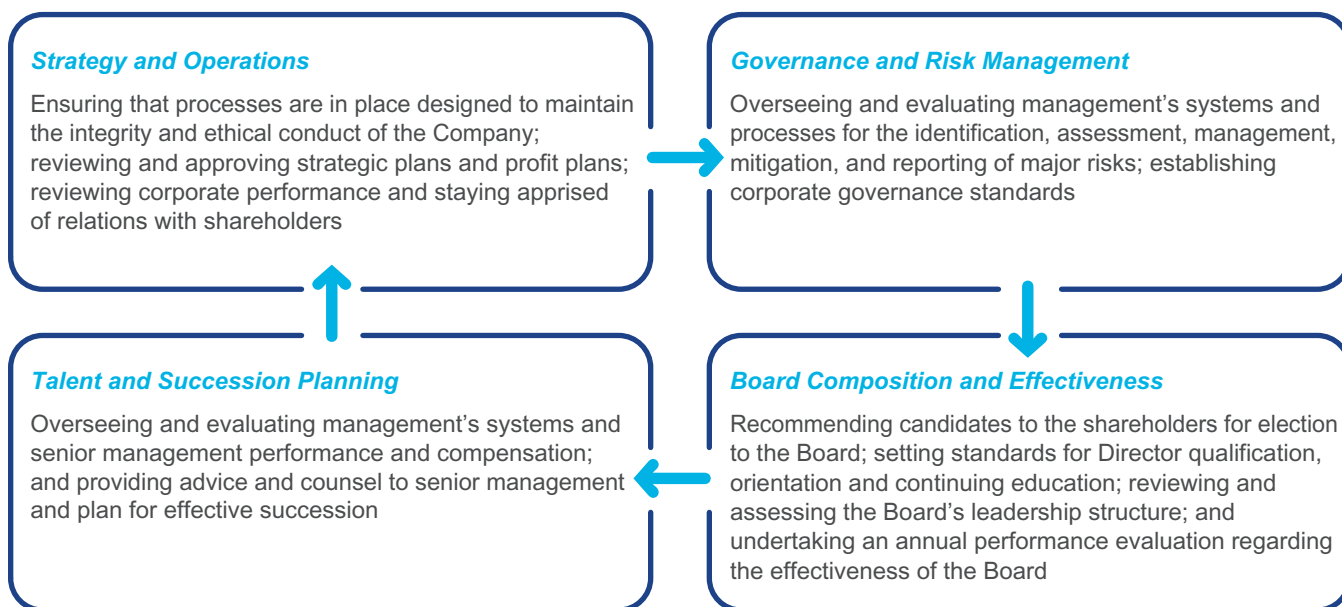 Strategy and Operations
Ensuring that processes are in place designed to maintain
the integrity and ethical conduct of the Company;
reviewing and approving strategic plans and profit plans;
reviewing corporate performance and staying apprised
of relations with shareholders
Governance and Risk Management
Overseeing and evaluating management’s systems and
processes for the identification, assessment, management,
mitigation, and reporting of major risks; establishing
corporate governance standards
Talent and Succession Planning
Overseeing and evaluating management’s systems and
senior management performance and compensation;
and providing advice and counsel to senior management
and plan for effective succession
Board Composition and Effectiveness
Recommending candidates to the shareholders for election
to the Board; setting standards for Director qualification,
orientation and continuing education; reviewing and
assessing the Board’s leadership structure; and
undertaking an annual performance evaluation regarding
the effectiveness of the Board